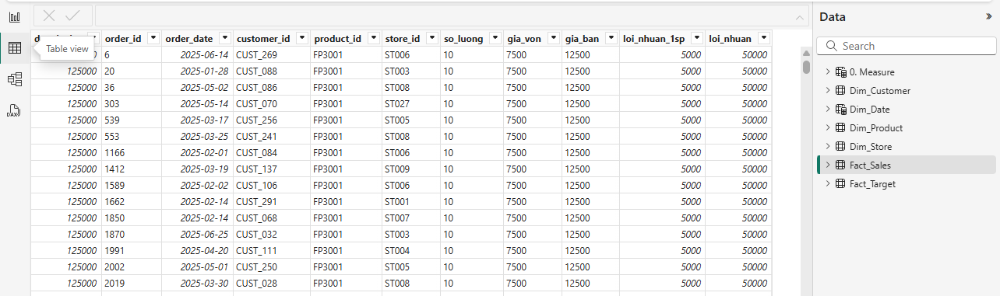 order_id order_date customer_id product_id store_id so_luong gia_von gia_ban loi_nhuan_1sp loi_nhuan
Table view
6 2025-06-14 CUST_269 FP3001 ST006 10 7500 12500 5000 50000
125000 20 2025-01-28 CUST_088 FP3001 ST003 10 7500 12500 5000 50000
125000 36 2025-05-02 CUST_086 FP3001 ST008 10 7500 12500 5000 50000
125000 303 2025-05-14 CUST_070 FP3001 ST027 10 7500 12500 5000 50000
125000 539 2025-03-17 CUST_256 FP3001 ST005 10 7500 12500 5000 50000
125000 553 2025-03-25 CUST_241 FP3001 ST008 10 7500 12500 5000 50000
125000 1166 2025-02-01 CUST_084 FP3001 ST006 10 7500 12500 5000 50000
125000 1412 2025-03-19 CUST_137 FP3001 ST009 10 7500 12500 5000 50000
125000 1589 2025-02-02 CUST_106 FP3001 ST006 10 7500 12500 5000 50000
125000 1662 2025-02-14 CUST_291 FP3001 ST001 10 7500 12500 5000 50000
125000 1850 2025-02-14 CUST_068 FP3001 ST007 10 7500 12500 5000 50000
125000 1870 2025-06-25 CUST_032 FP3001 ST003 10 7500 12500 5000 50000
125000 1991 2025-04-20 CUST_111 FP3001 ST004 10 7500 12500 5000 50000
125000 2002 2025-05-01 CUST_250 FP3001 ST005 10 7500 12500 5000 50000
125000 2019 2025-03-30 CUST_028 FP3001 ST008 10 7500 12500 5000 50000
DAX
Data
Search
0. Measure
Dim_Customer
Dim_Date
Dim_Product
Dim_Store
Fact_Sales
Fact_Target